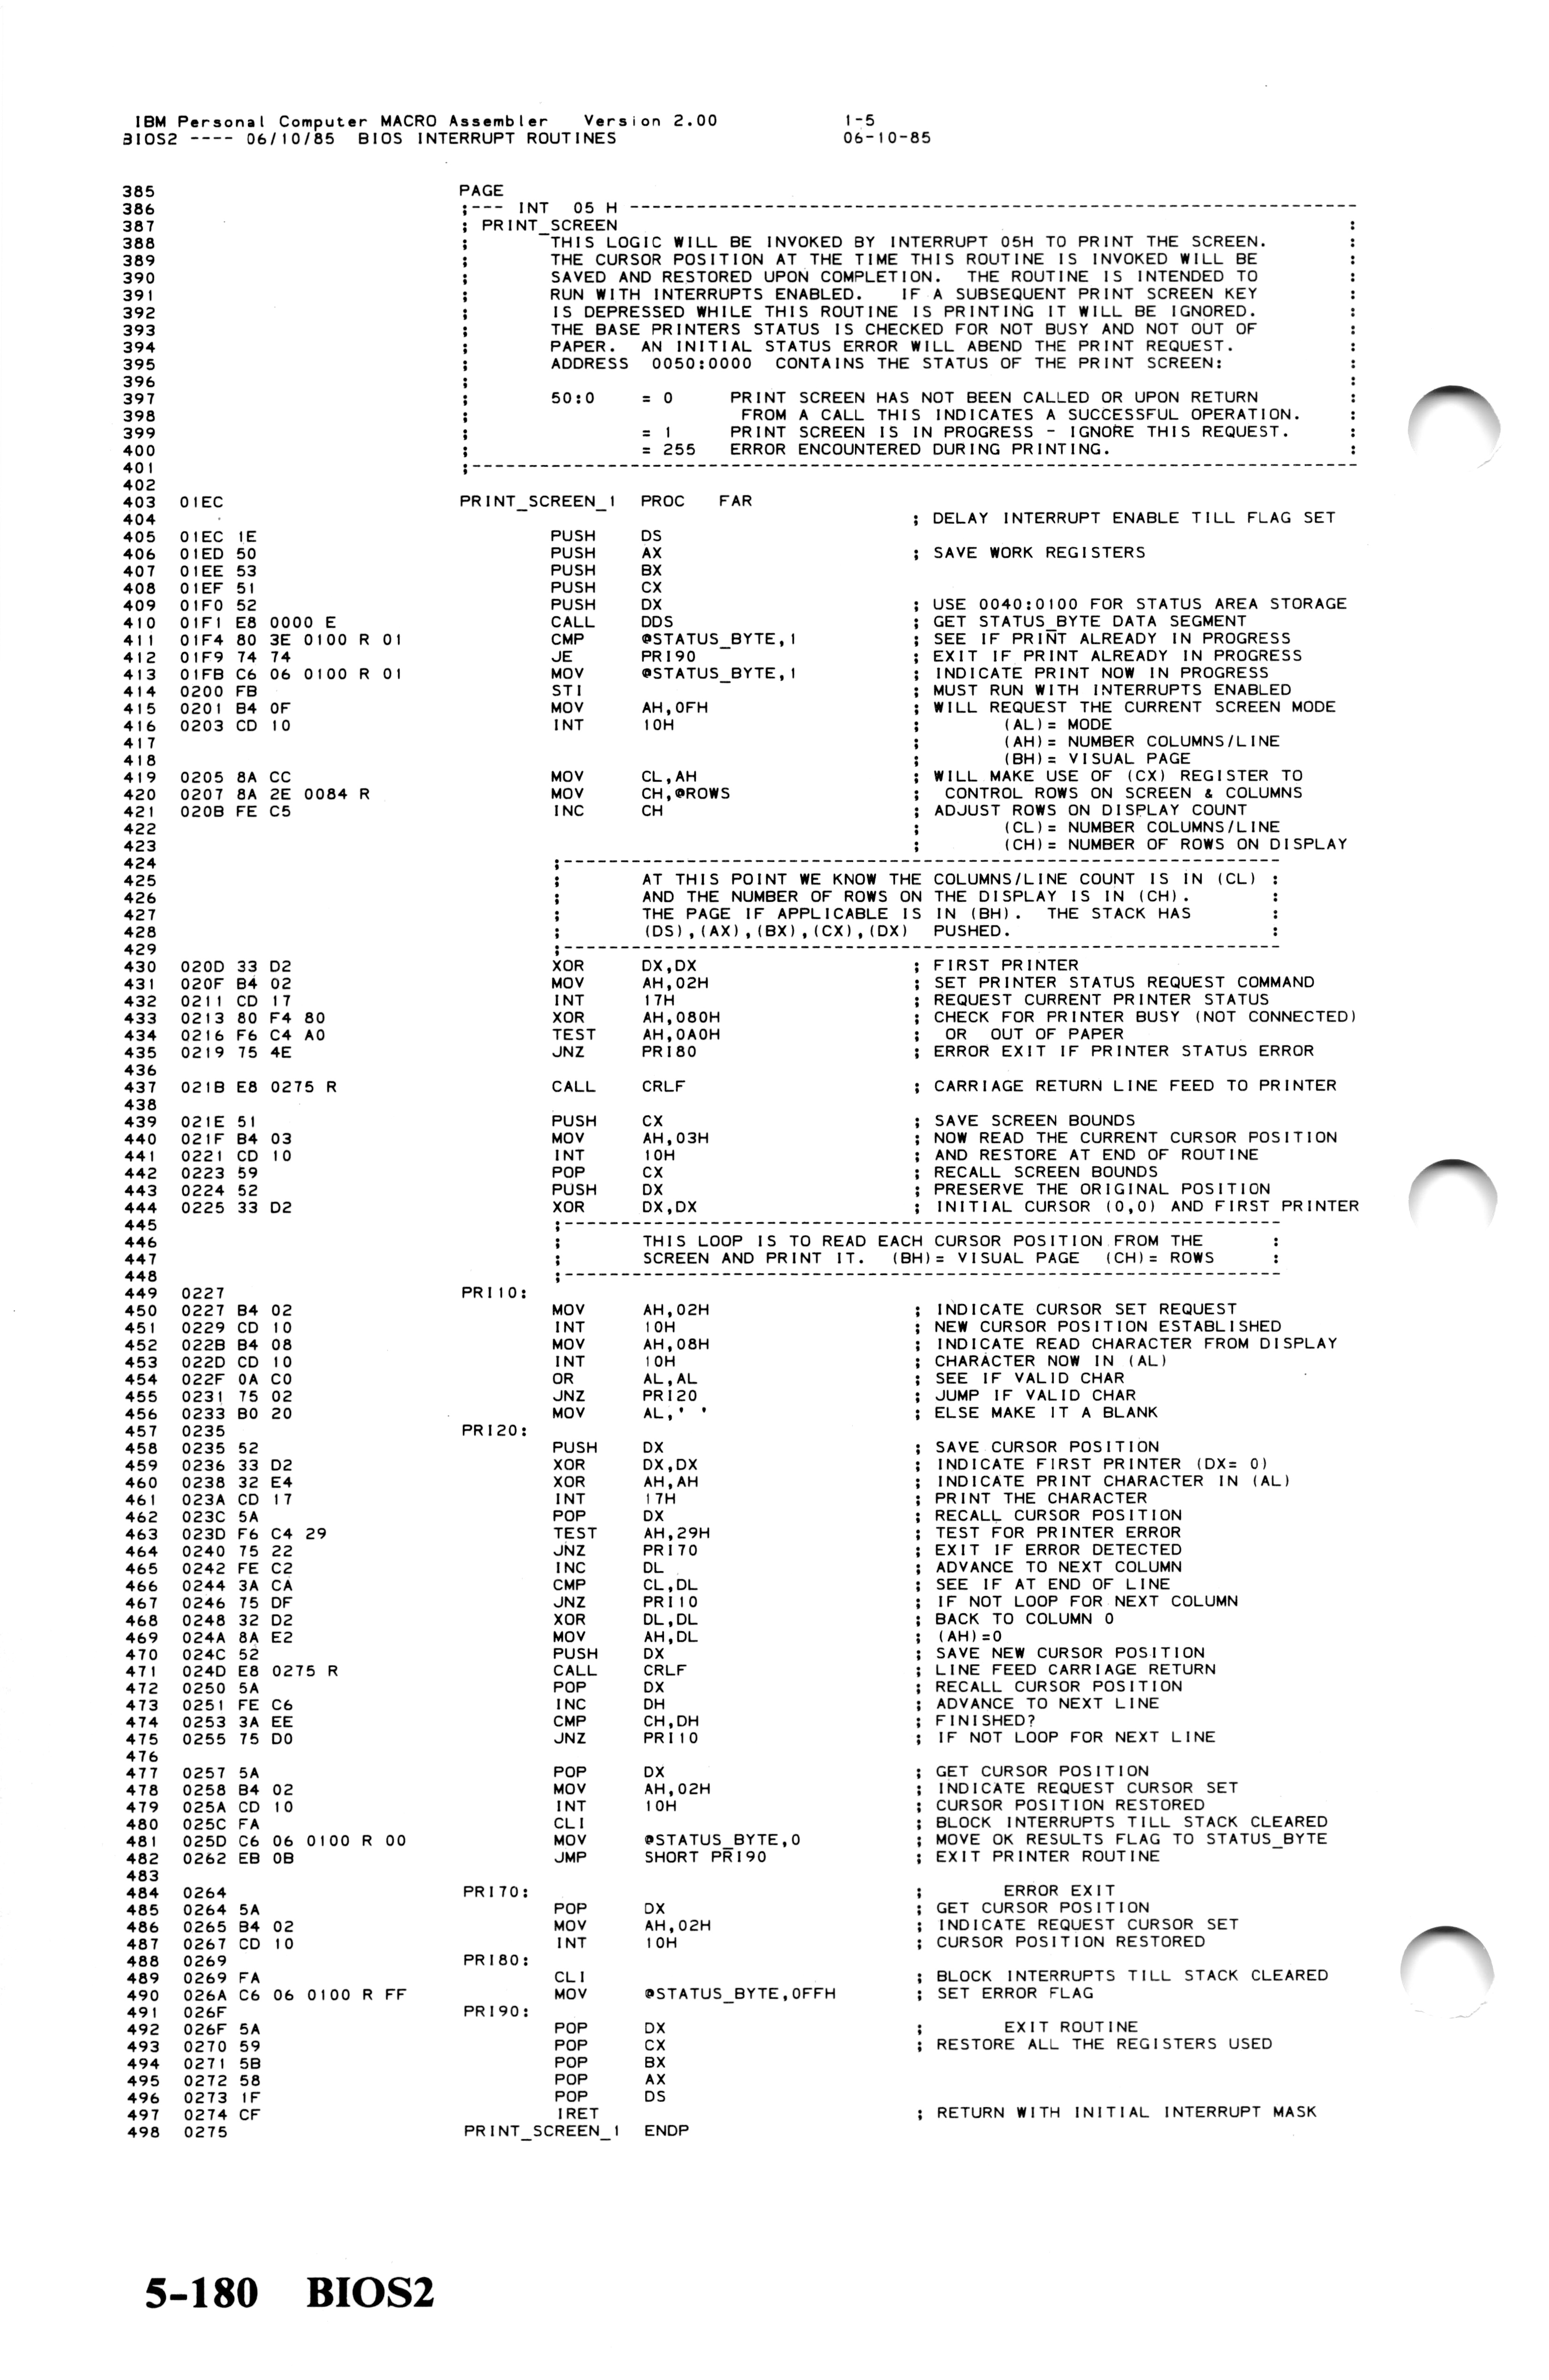 IBM Personal Computer MACRO Assembler   Version 2.00              1-5
BIOS2 ---- 06/10/85  BIOS INTERRUPT ROUTINES                      06-10-85
385                                PAGE
386                                ;--- INT  05 H -------------------------------------------------------------------------------
387                                ; PRINT_SCREEN                                                                              :
388                                ;        THIS LOGIC WILL BE INVOKED BY INTERRUPT 05H TO PRINT THE SCREEN.                   :
389                                ;        THE CURSOR POSITION AT THE TIME THIS ROUTINE IS INVOKED WILL BE                    :
390                                ;        SAVED AND RESTORED UPON COMPLETION.  THE ROUTINE IS INTENDED TO                    :
391                                ;        RUN WITH INTERRUPTS ENABLED.   IF A SUBSEQUENT PRINT SCREEN KEY                    :
392                                ;        IS DEPRESSED WHILE THIS ROUTINE IS PRINTING IT WILL BE IGNORED.                    :
393                                ;        THE BASE PRINTERS STATUS IS CHECKED FOR NOT BUSY AND NOT OUT OF                    :
394                                ;        PAPER.  AN INITIAL STATUS ERROR WILL ABEND THE PRINT REQUEST.                      :
395                                ;        ADDRESS  0050:0000  CONTAINS THE STATUS OF THE PRINT SCREEN:                       :
396                                ;                                                                                           :
397                                ;        50:0    = 0     PRINT SCREEN HAS NOT BEEN CALLED OR UPON RETURN                    :
398                                ;                         FROM A CALL THIS INDICATES A SUCCESSFUL OPERATION.                :
399                                ;                = 1     PRINT SCREEN IS IN PROGRESS - IGNORE THIS REQUEST.                 :
400                                ;                = 255   ERROR ENCOUNTERED DURING PRINTING.                                 :
401                                ;---------------------------------------------------------------------------------------------
402
403  01EC                          PRINT_SCREEN_1  PROC    FAR
404                                                                ; DELAY INTERRUPT ENABLE TILL FLAG SET
405  01EC 1E                               PUSH    DS
406  01ED 50                               PUSH    AX              ; SAVE WORK REGISTERS
407  01EE 53                               PUSH    BX
408  01EF 51                               PUSH    CX
409  01F0 52                               PUSH    DX              ; USE 0040:0100 FOR STATUS AREA STORAGE
410  01F1 E8 0000 E                        CALL    DDS             ; GET STATUS_BYTE DATA SEGMENT
411  01F4 80 3E 0100 R 01                  CMP     @STATUS_BYTE,1  ; SEE IF PRINT ALREADY IN PROGRESS
412  01F9 74 74                            JE      PRI90           ; EXIT IF PRINT ALREADY IN PROGRESS
413  01FB C6 06 0100 R 01                  MOV     @STATUS_BYTE,1  ; INDICATE PRINT NOW IN PROGRESS
414  0200 FB                               STI                     ; MUST RUN WITH INTERRUPTS ENABLED
415  0201 B4 0F                            MOV     AH,0FH          ; WILL REQUEST THE CURRENT SCREEN MODE
416  0203 CD 10                            INT     10H             ;       (AL)= MODE
417                                                                ;       (AH)= NUMBER COLUMNS/LINE
418                                                                ;       (BH)= VISUAL PAGE
419  0205 8A CC                            MOV     CL,AH           ; WILL MAKE USE OF (CX) REGISTER TO
420  0207 8A 2E 0084 R                     MOV     CH,@ROWS        ;  CONTROL ROWS ON SCREEN & COLUMNS
421  020B FE C5                            INC     CH              ; ADJUST ROWS ON DISPLAY COUNT
422                                                                ;       (CL)= NUMBER COLUMNS/LINE
423                                                                ;       (CH)= NUMBER OF ROWS ON DISPLAY
424                                        ;----------------------------------------------------------------
425                                        ;       AT THIS POINT WE KNOW THE COLUMNS/LINE COUNT IS IN (CL) :
426                                        ;       AND THE NUMBER OF ROWS ON THE DISPLAY IS IN (CH).       :
427                                        ;       THE PAGE IF APPLICABLE IS IN (BH).  THE STACK HAS       :
428                                        ;       (DS),(AX),(BX),(CX),(DX)  PUSHED.                       :
429                                        ;----------------------------------------------------------------
430  020D 33 D2                            XOR     DX,DX           ; FIRST PRINTER
431  020F B4 02                            MOV     AH,02H          ; SET PRINTER STATUS REQUEST COMMAND
432  0211 CD 17                            INT     17H             ; REQUEST CURRENT PRINTER STATUS
433  0213 80 F4 80                         XOR     AH,080H         ; CHECK FOR PRINTER BUSY (NOT CONNECTED)
434  0216 F6 C4 A0                         TEST    AH,0A0H         ;  OR  OUT OF PAPER
435  0219 75 4E                            JNZ     PRI80           ; ERROR EXIT IF PRINTER STATUS ERROR
436
437  021B E8 0275 R                        CALL    CRLF            ; CARRIAGE RETURN LINE FEED TO PRINTER
438
439  021E 51                               PUSH    CX              ; SAVE SCREEN BOUNDS
440  021F B4 03                            MOV     AH,03H          ; NOW READ THE CURRENT CURSOR POSITION
441  0221 CD 10                            INT     10H             ; AND RESTORE AT END OF ROUTINE
442  0223 59                               POP     CX              ; RECALL SCREEN BOUNDS
443  0224 52                               PUSH    DX              ; PRESERVE THE ORIGINAL POSITION
444  0225 33 D2                            XOR     DX,DX           ; INITIAL CURSOR (0,0) AND FIRST PRINTER
445                                        ;----------------------------------------------------------------
446                                        ;       THIS LOOP IS TO READ EACH CURSOR POSITION FROM THE      :
447                                        ;       SCREEN AND PRINT IT.  (BH)= VISUAL PAGE  (CH)= ROWS     :
448                                        ;----------------------------------------------------------------
449  0227                          PRI10:
450  0227 B4 02                            MOV     AH,02H          ; INDICATE CURSOR SET REQUEST
451  0229 CD 10                            INT     10H             ; NEW CURSOR POSITION ESTABLISHED
452  022B B4 08                            MOV     AH,08H          ; INDICATE READ CHARACTER FROM DISPLAY
453  022D CD 10                            INT     10H             ; CHARACTER NOW IN (AL)
454  022F 0A C0                            OR      AL,AL           ; SEE IF VALID CHAR
455  0231 75 02                            JNZ     PRI20           ; JUMP IF VALID CHAR
456  0233 B0 20                            MOV     AL,' '          ; ELSE MAKE IT A BLANK
457  0235                          PRI20:
458  0235 52                               PUSH    DX              ; SAVE CURSOR POSITION
459  0236 33 D2                            XOR     DX,DX           ; INDICATE FIRST PRINTER (DX= 0)
460  0238 32 E4                            XOR     AH,AH           ; INDICATE PRINT CHARACTER IN (AL)
461  023A CD 17                            INT     17H             ; PRINT THE CHARACTER
462  023C 5A                               POP     DX              ; RECALL CURSOR POSITION
463  023D F6 C4 29                         TEST    AH,29H          ; TEST FOR PRINTER ERROR
464  0240 75 22                            JNZ     PRI70           ; EXIT IF ERROR DETECTED
465  0242 FE C2                            INC     DL              ; ADVANCE TO NEXT COLUMN
466  0244 3A CA                            CMP     CL,DL           ; SEE IF AT END OF LINE
467  0246 75 DF                            JNZ     PRI10           ; IF NOT LOOP FOR NEXT COLUMN
468  0248 32 D2                            XOR     DL,DL           ; BACK TO COLUMN 0
469  024A 8A E2                            MOV     AH,DL           ; (AH)=0
470  024C 52                               PUSH    DX              ; SAVE NEW CURSOR POSITION
471  024D E8 0275 R                        CALL    CRLF            ; LINE FEED CARRIAGE RETURN
472  0250 5A                               POP     DX              ; RECALL CURSOR POSITION
473  0251 FE C6                            INC     DH              ; ADVANCE TO NEXT LINE
474  0253 3A EE                            CMP     CH,DH           ; FINISHED?
475  0255 75 D0                            JNZ     PRI10           ; IF NOT LOOP FOR NEXT LINE
476
477  0257 5A                               POP     DX              ; GET CURSOR POSITION
478  0258 B4 02                            MOV     AH,02H          ; INDICATE REQUEST CURSOR SET
479  025A CD 10                            INT     10H             ; CURSOR POSITION RESTORED
480  025C FA                               CLI                     ; BLOCK INTERRUPTS TILL STACK CLEARED
481  025D C6 06 0100 R 00                  MOV     @STATUS_BYTE,0  ; MOVE OK RESULTS FLAG TO STATUS_BYTE
482  0262 EB 0B                            JMP     SHORT PRI90     ; EXIT PRINTER ROUTINE
483
484  0264                          PRI70:                          ;       ERROR EXIT
485  0264 5A                               POP     DX              ; GET CURSOR POSITION
486  0265 B4 02                            MOV     AH,02H          ; INDICATE REQUEST CURSOR SET
487  0267 CD 10                            INT     10H             ; CURSOR POSITION RESTORED
488  0269                          PRI80:
489  0269 FA                               CLI                     ; BLOCK INTERRUPTS TILL STACK CLEARED
490  026A C6 06 0100 R FF                  MOV     @STATUS_BYTE,0FFH       ; SET ERROR FLAG
491  026F                          PRI90:
492  026F 5A                               POP     DX              ;       EXIT ROUTINE
493  0270 59                               POP     CX              ; RESTORE ALL THE REGISTERS USED
494  0271 5B                               POP     BX
495  0272 58                               POP     AX
496  0273 1F                               POP     DS
497  0274 CF                               IRET                    ; RETURN WITH INITIAL INTERRUPT MASK
498  0275                          PRINT_SCREEN_1  ENDP
5-180   BIOS2